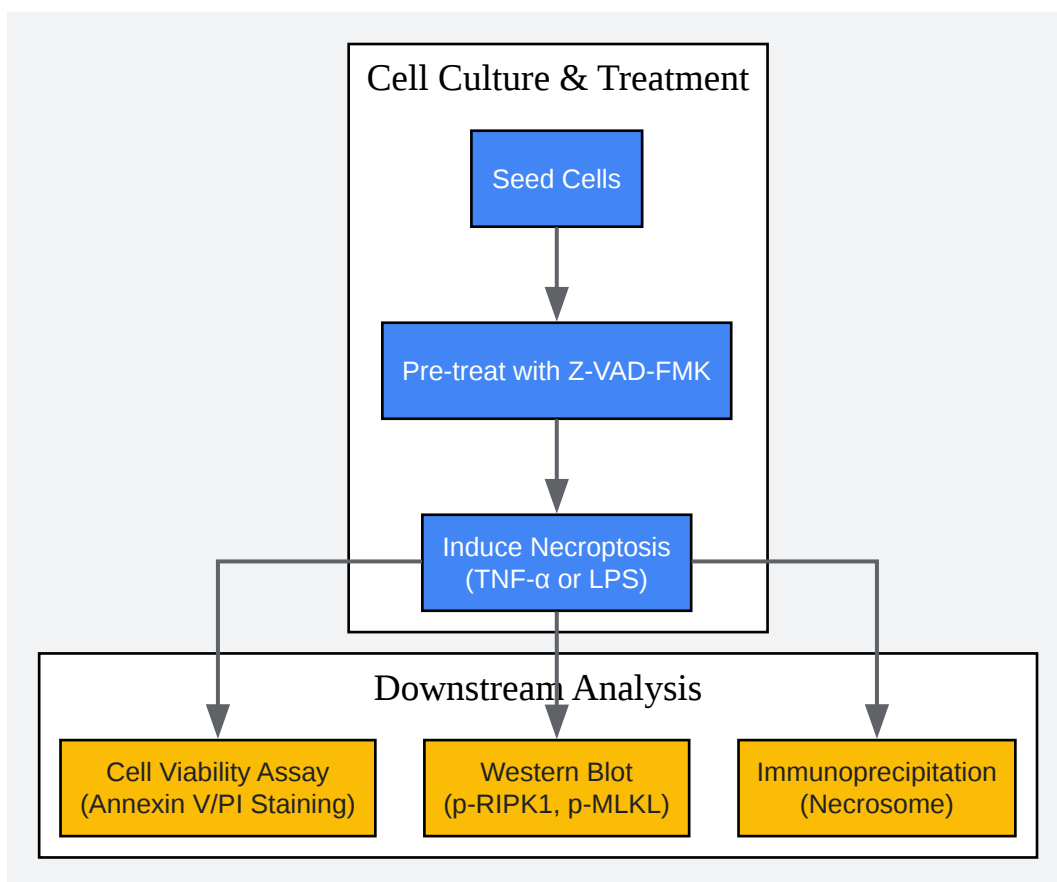 Cell Culture & Treatment
Seed Cells
Pre-treat with Z-VAD-FMK
Induce Necroptosis
(TNF-α or LPS)
Downstream Analysis
Cell Viability Assay
(Annexin V/PI Staining)
Western Blot
(p-RIPK1, p-MLKL)
Immunoprecipitation
(Necrosome)